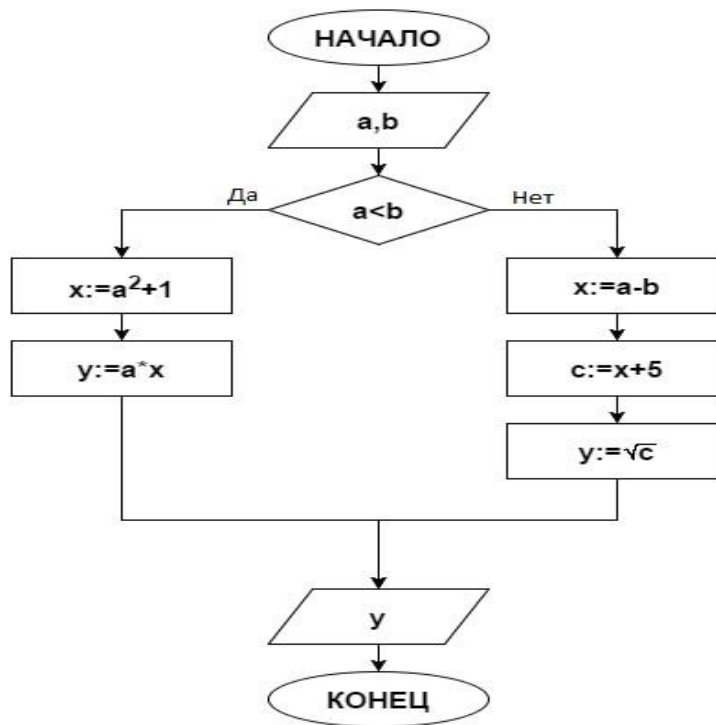 НАЧАЛО
a,b
Да
a<b
Нет
x:=a²+1
y:=a*x
x:=a-b
c:=x+5
y:=√c
y
КОНЕЦ